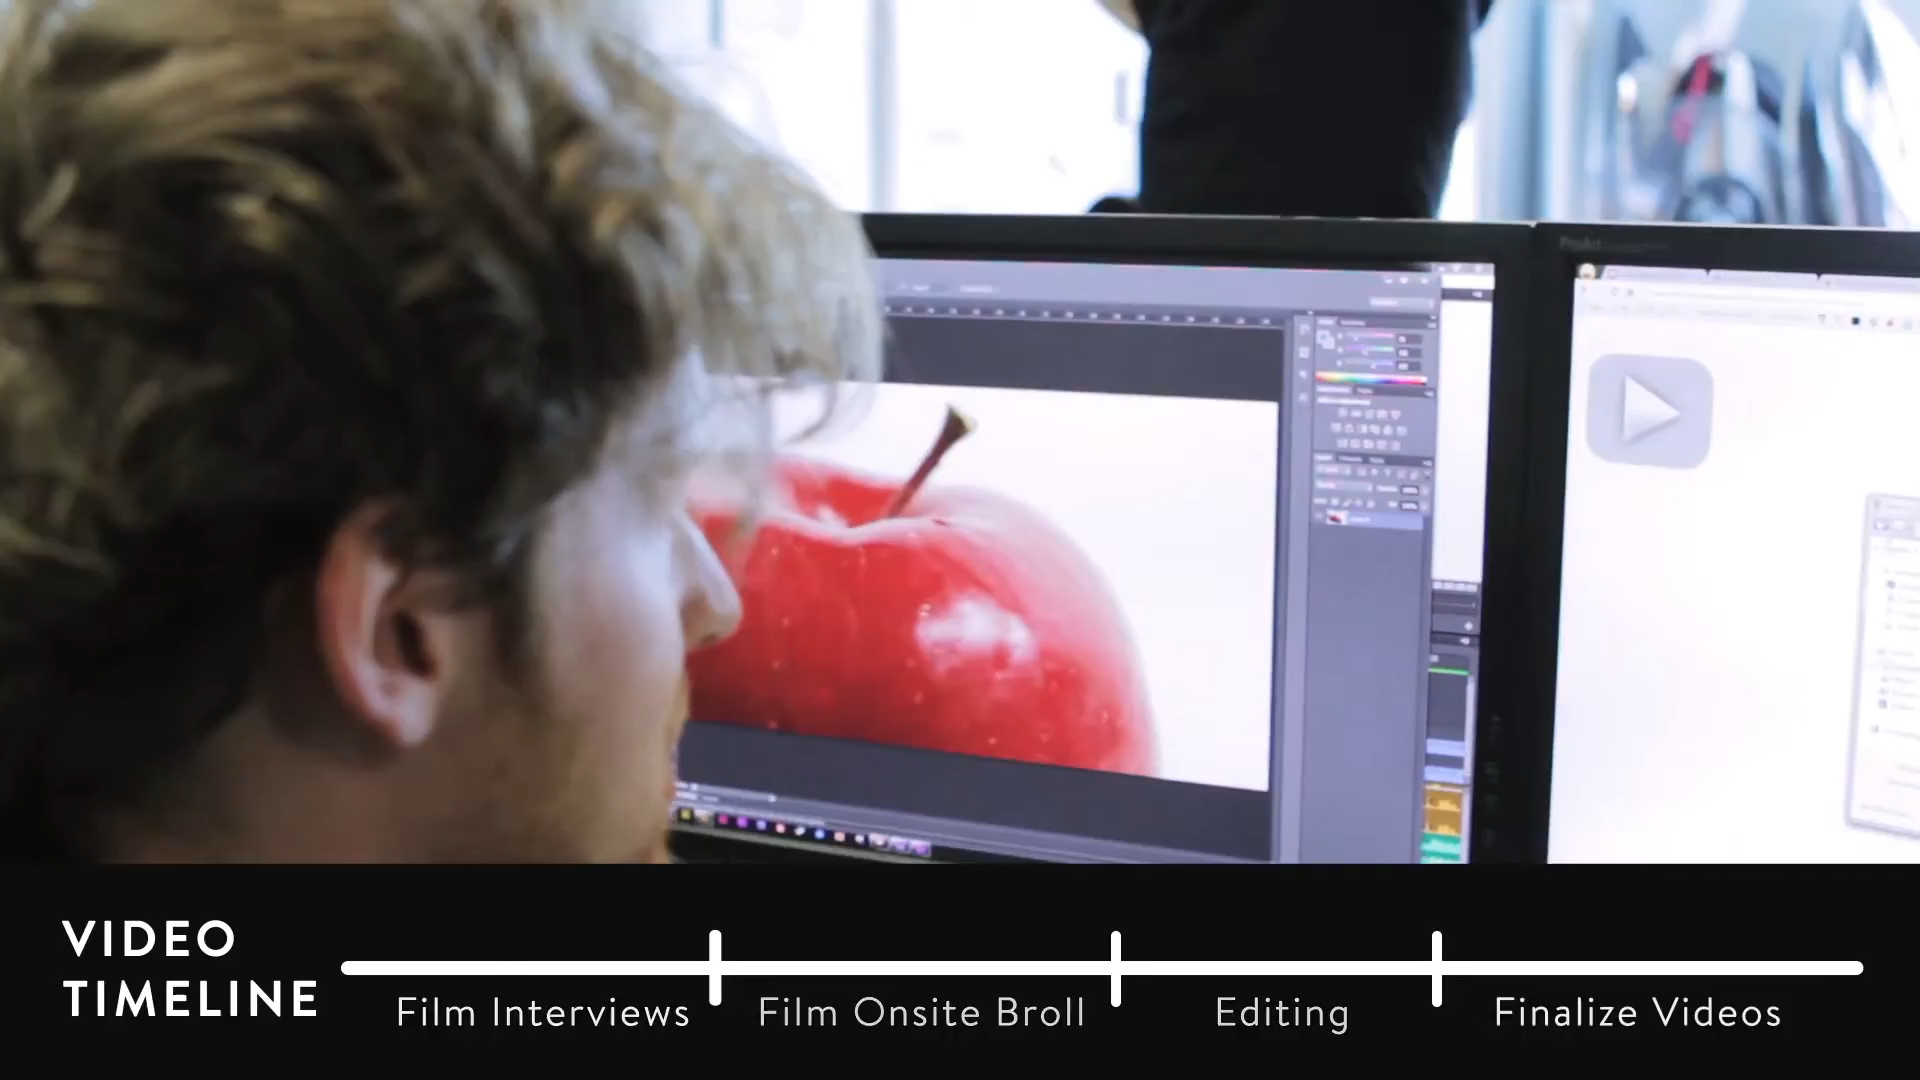 VIDEO
TIMELINE
Film Interviews
Film Onsite Broll
Editing
Finalize Videos